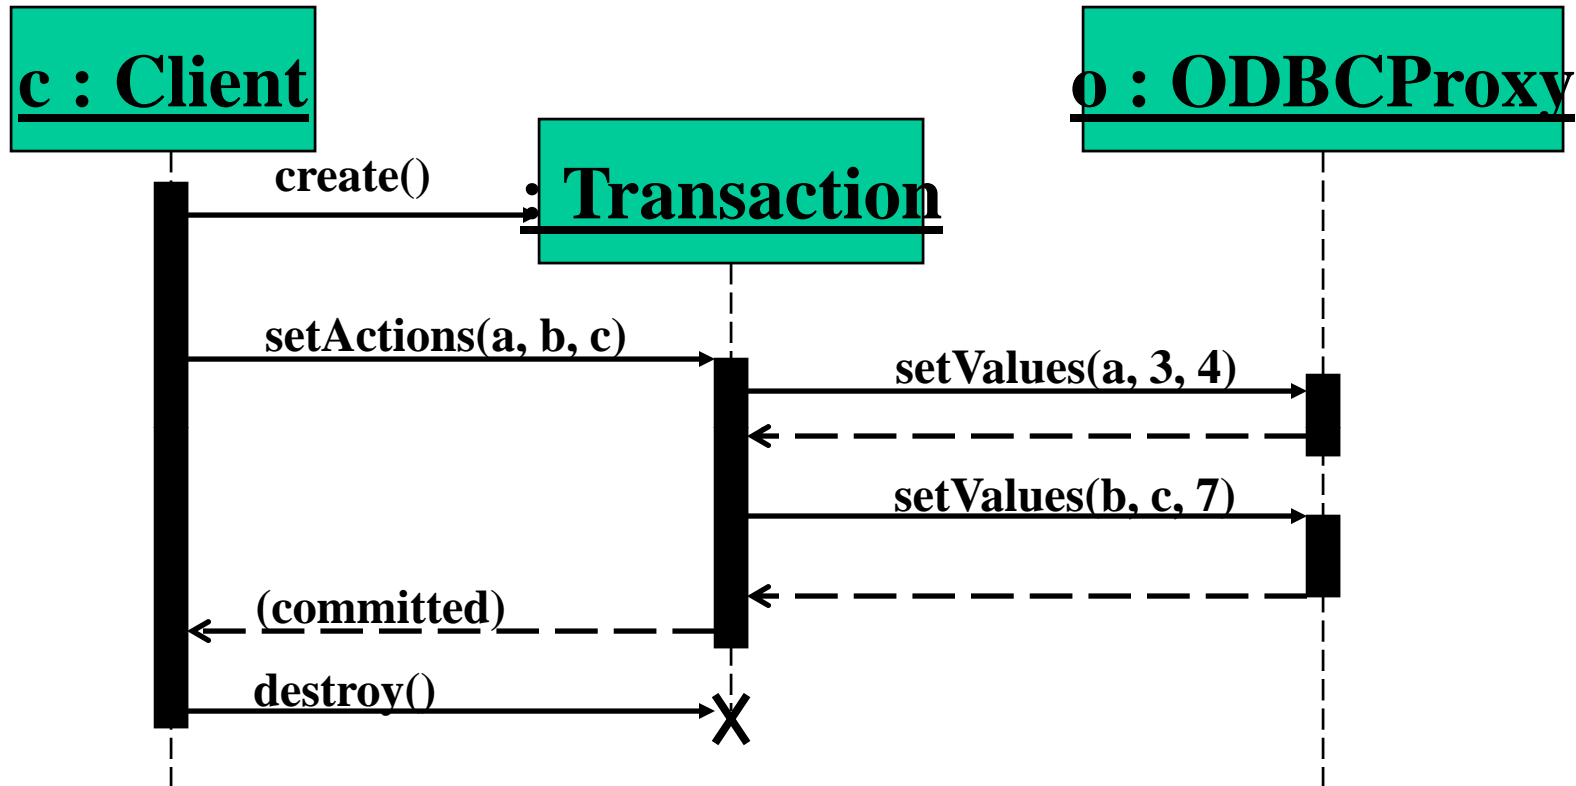 c : Client
o : ODBCProxy
create()
: Transaction
setActions(a, b, c)
setValues(a, 3, 4)
setValues(b, c, 7)
(committed)
destroy()